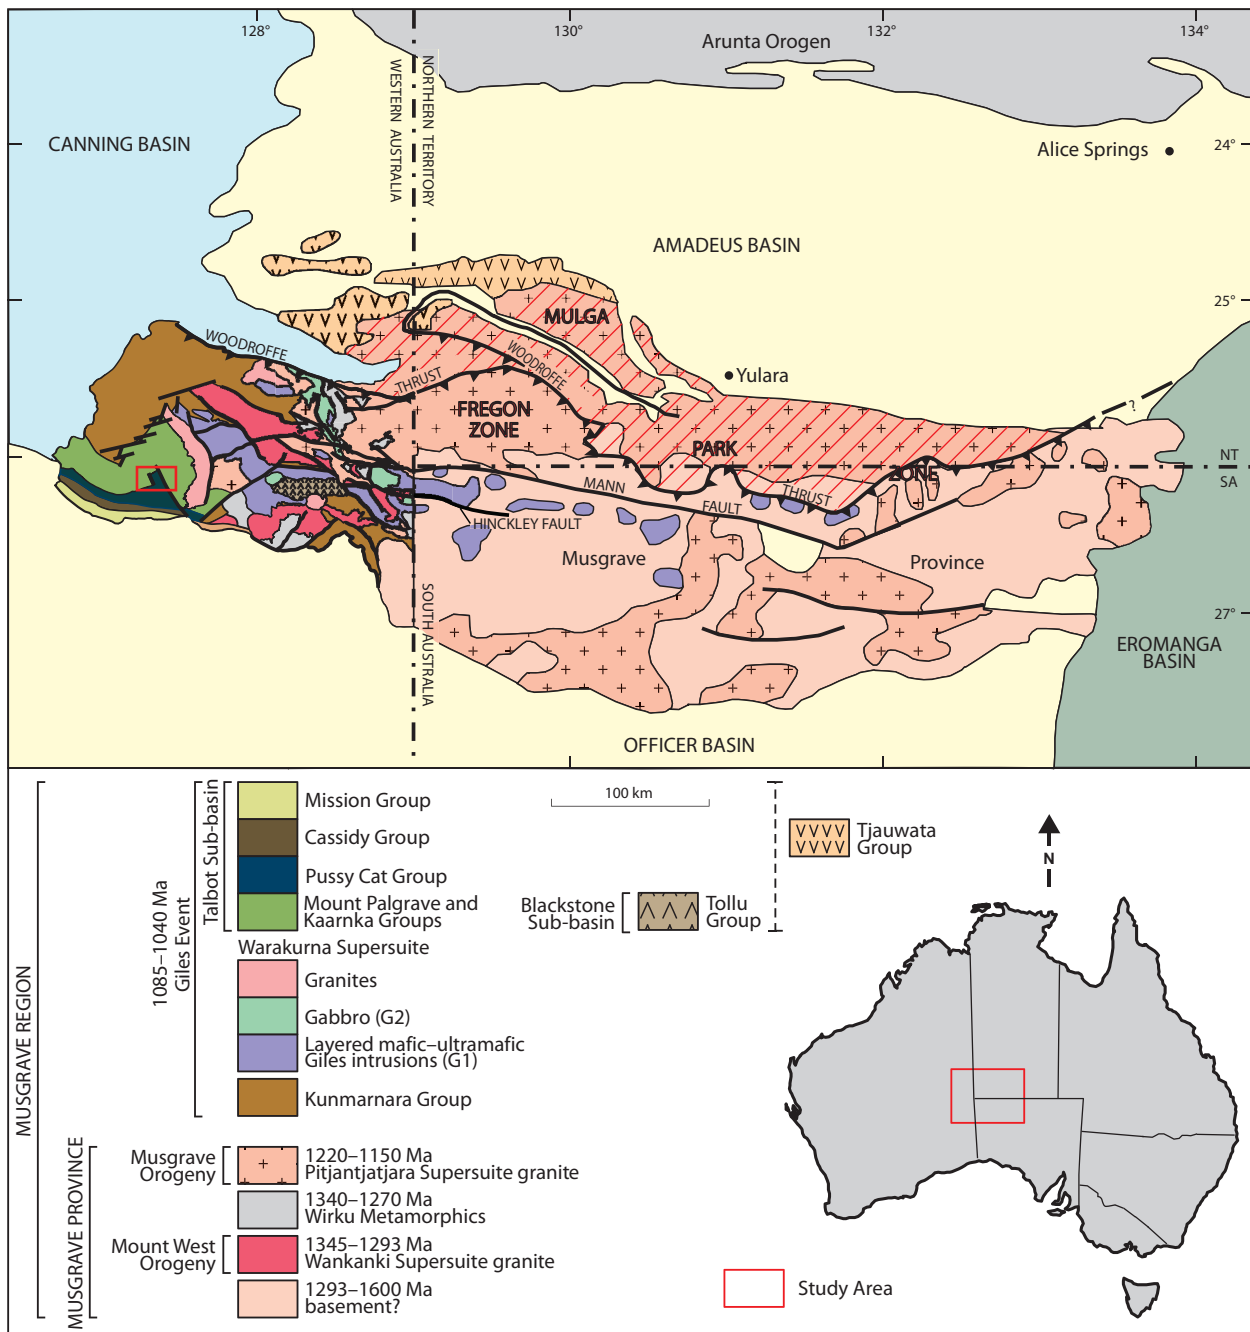 128°
130°
132°
134°
Arunta Orogen
NORTHERN TERRITORY
WESTERN AUSTRALIA
CANNING BASIN
24°
Alice Springs
AMADEUS BASIN
25°
MULGA
WOODROFFE
WOODROFFE
THRUST
Yulara
FREGON
ZONE
?
PARK
ZONE
NT
SA
MANN
THRUST
FAULT
HINCKLEY FAULT
Musgrave
Province
SOUTH AUSTRALIA
27°
EROMANGA
BASIN
OFFICER BASIN
MUSGRAVE REGION
1085–1040 Ma
Giles Event
Talbot Sub-basin
Mission Group
Cassidy Group
Pussy Cat Group
Mount Palgrave and
Kaarnka Groups
100 km
Tjauwata
Group
Blackstone
Sub-basin
Tollu
Group
N
Warakurna Supersuite
Granites
Gabbro (G2)
Layered mafic–ultramafic
Giles intrusions (G1)
Kunmarnara Group
MUSGRAVE PROVINCE
Musgrave
Orogeny
1220–1150 Ma
Pitjantjatjara Supersuite granite
1340–1270 Ma
Wirku Metamorphics
Mount West
Orogeny
1345–1293 Ma
Wankanki Supersuite granite
1293–1600 Ma
basement?
Study Area